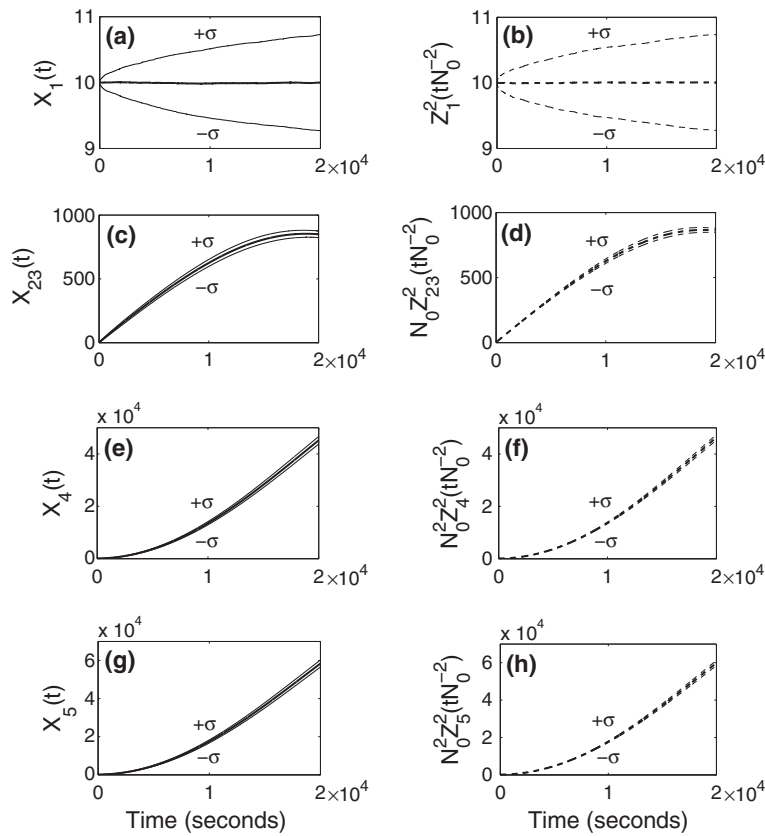 (a)
X_1(t)
11
10
9
+σ
−σ
0
1
2×10^4
(b)
Z_1^2(tN_0^{-2})
11
10
9
+σ
−σ
0
1
2×10^4
(c)
X_23(t)
1000
500
0
+σ
−σ
0
1
2×10^4
(d)
N_0Z_23^2(tN_0^{-2})
1000
500
0
+σ
−σ
0
1
2×10^4
(e)
X_4(t)
x 10^4
4
2
0
+σ
−σ
0
1
2×10^4
(f)
N_0^2Z_4^2(tN_0^{-2})
x 10^4
4
2
0
+σ
−σ
0
1
2×10^4
(g)
X_5(t)
x 10^4
6
4
2
0
+σ
−σ
0
1
2×10^4
Time (seconds)
(h)
N_0^2Z_5^2(tN_0^{-2})
x 10^4
6
4
2
0
+σ
−σ
0
1
2×10^4
Time (seconds)